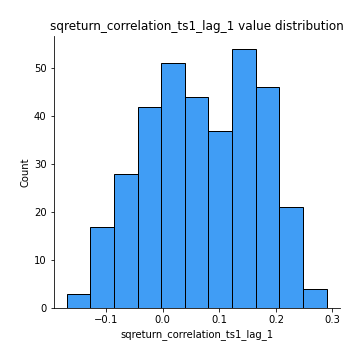 sqreturn_correlation_ts1_lag_1 value distribution
50
40
30
20
10
0
Count
−0.1 0.0 0.1 0.2 0.3
sqreturn_correlation_ts1_lag_1